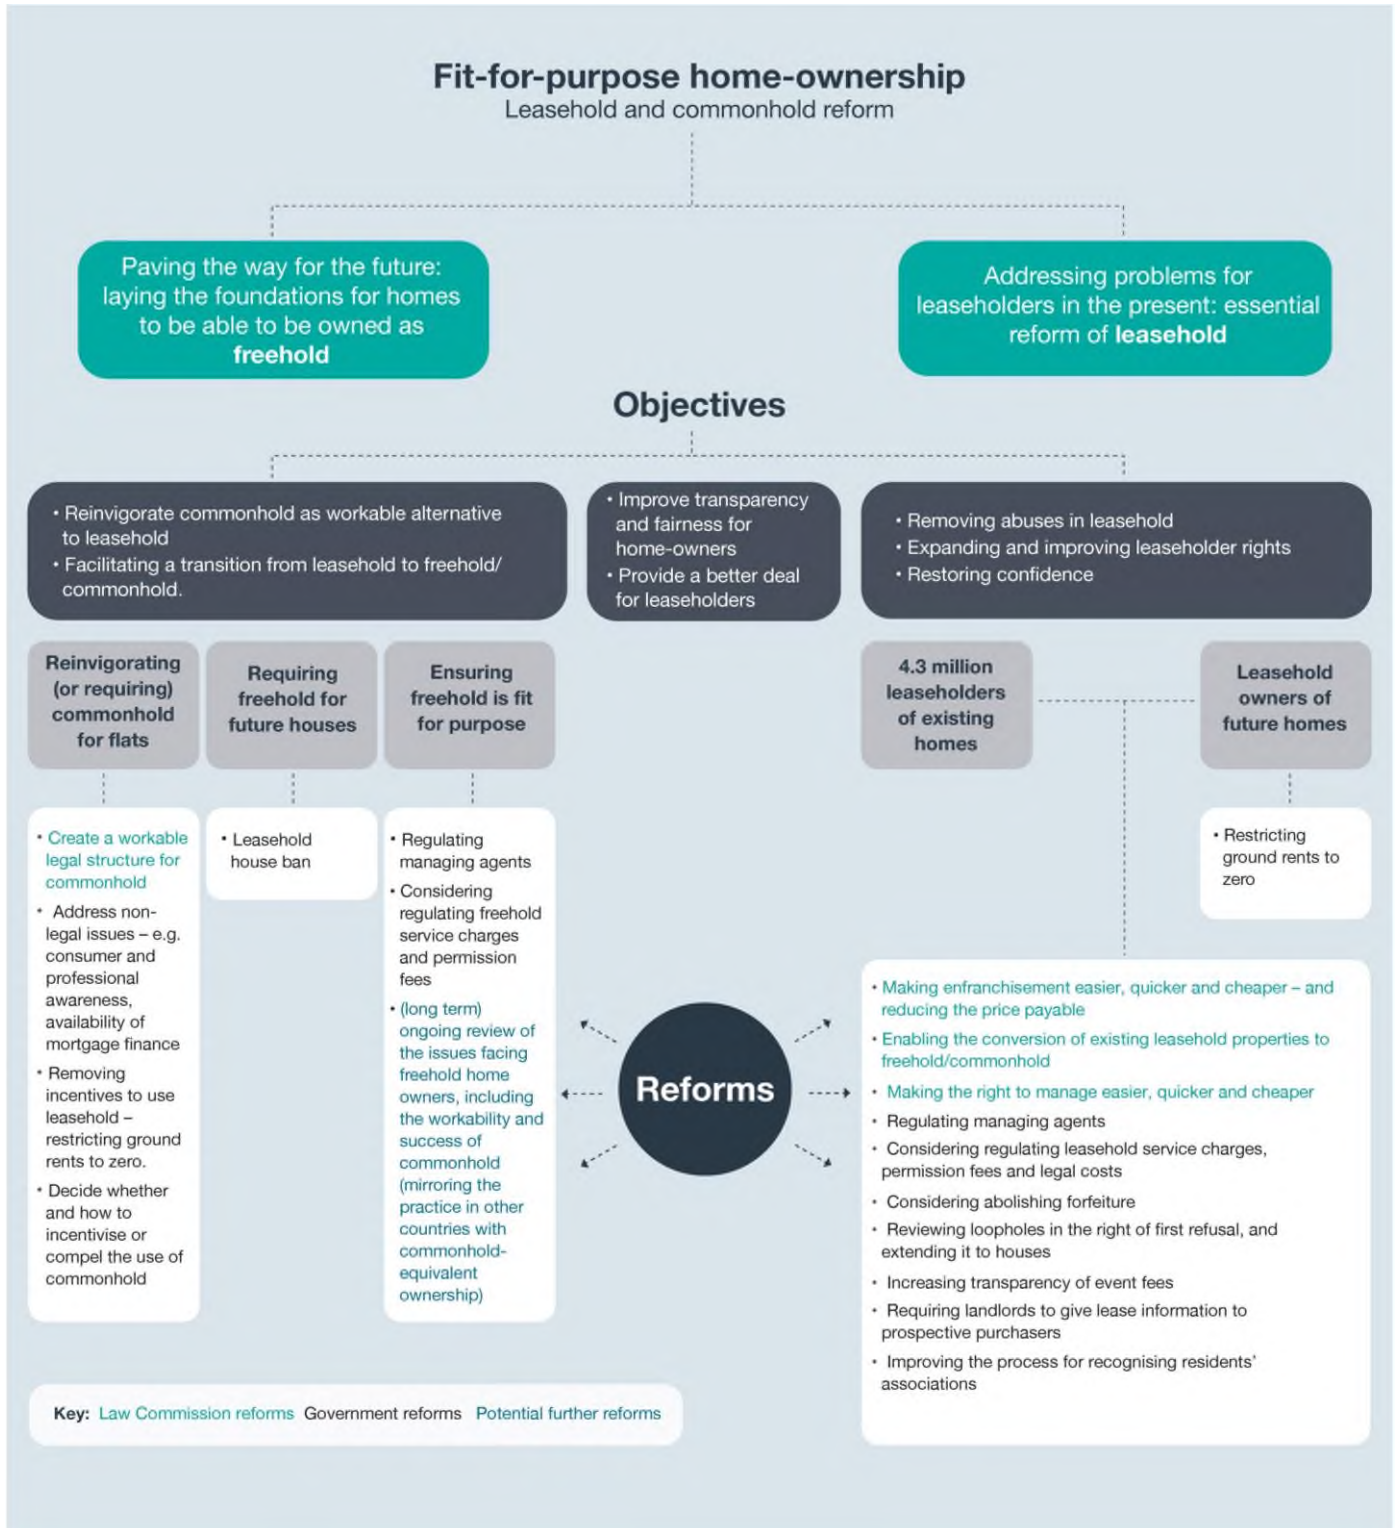 Fit-for-purpose home-ownership
Leasehold and commonhold reform
Paving the way for the future:
laying the foundations for homes
to be able to be owned as
freehold
Addressing problems for
leaseholders in the present: essential
reform of leasehold
Objectives
• Reinvigorate commonhold as workable alternative
to leasehold
• Facilitating a transition from leasehold to freehold/
commonhold.
• Improve transparency
and fairness for
home-owners
• Provide a better deal
for leaseholders
• Removing abuses in leasehold
• Expanding and improving leaseholder rights
• Restoring confidence
Reinvigorating
(or requiring)
commonhold
for flats
Requiring
freehold for
future houses
Ensuring
freehold is fit
for purpose
4.3 million
leaseholders
of existing
homes
Leasehold
owners of
future homes
• Create a workable
legal structure for
commonhold
• Address non-
legal issues – e.g.
consumer and
professional
awareness,
availability of
mortgage finance
• Removing
incentives to use
leasehold –
restricting ground
rents to zero.
• Decide whether
and how to
incentivise or
compel the use of
commonhold
• Leasehold
house ban
• Regulating
managing agents
• Considering
regulating freehold
service charges
and permission
fees
• (long term)
ongoing review of
the issues facing
freehold home
owners, including
the workability and
success of
commonhold
(mirroring the
practice in other
countries with
commonhold-
equivalent
ownership)
Reforms
• Restricting
ground rents to
zero
• Making enfranchisement easier, quicker and cheaper – and
reducing the price payable
• Enabling the conversion of existing leasehold properties to
freehold/commonhold
• Making the right to manage easier, quicker and cheaper
• Regulating managing agents
• Considering regulating leasehold service charges,
permission fees and legal costs
• Considering abolishing forfeiture
• Reviewing loopholes in the right of first refusal, and
extending it to houses
• Increasing transparency of event fees
• Requiring landlords to give lease information to
prospective purchasers
• Improving the process for recognising residents'
associations
Key: Law Commission reforms Government reforms Potential further reforms